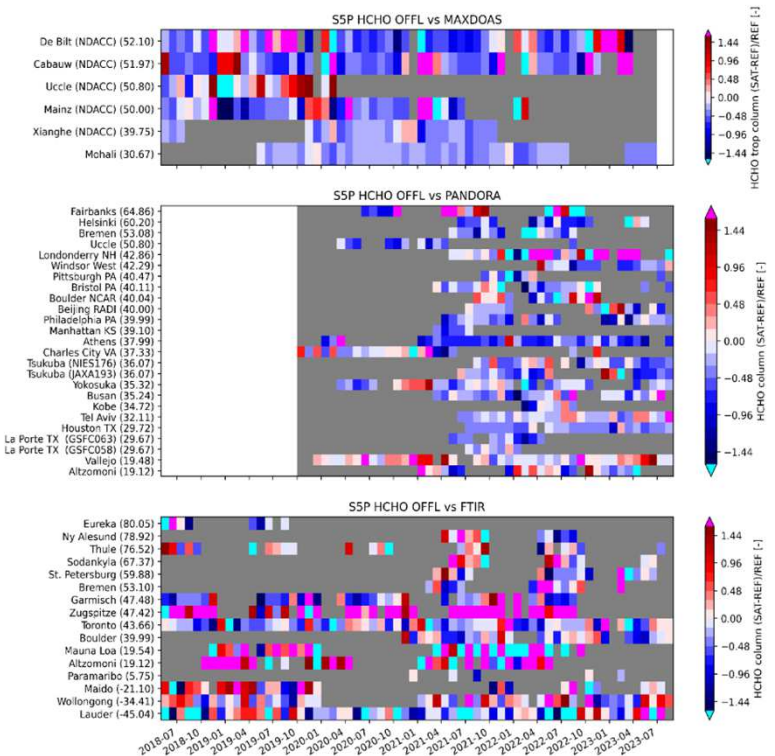 S5P HCHO OFFL vs MAXDOAS
De Bilt (NDACC) (52.10)
Cabauw (NDACC) (51.97)
Uccle (NDACC) (50.80)
Mainz (NDACC) (50.00)
Xianghe (NDACC) (39.75)
Mohali (30.67)
1.44
0.96
0.48
0.00
−0.48
−0.96
−1.44
HCHO trop column (SAT-REF)/REF [-]
S5P HCHO OFFL vs PANDORA
Fairbanks (64.86)
Helsinki (60.20)
Bremen (53.08)
Uccle (50.80)
Londonderry NH (42.86)
Windsor West (42.29)
Pittsburgh PA (40.47)
Bristol PA (40.11)
Boulder NCAR (40.04)
Beijing RADI (40.00)
Philadelphia PA (39.99)
Manhattan KS (39.10)
Athens (37.99)
Charles City VA (37.33)
Tsukuba (NIES176) (36.07)
Tsukuba (JAXA193) (36.07)
Yokosuka (35.32)
Busan (35.24)
Kobe (34.72)
Tel Aviv (32.11)
Houston TX (29.72)
La Porte TX (GSFC063) (29.67)
La Porte TX (GSFC058) (29.67)
Vallejo (19.48)
Altzomoni (19.12)
1.44
0.96
0.48
0.00
−0.48
−0.96
−1.44
HCHO column (SAT-REF)/REF [-]
S5P HCHO OFFL vs FTIR
Eureka (80.05)
Ny Alesund (78.92)
Thule (76.52)
Sodankyla (67.37)
St. Petersburg (59.88)
Bremen (53.10)
Garmisch (47.48)
Zugspitze (47.42)
Toronto (43.66)
Boulder (39.99)
Mauna Loa (19.54)
Altzomoni (19.12)
Paramaribo (5.75)
Maido (-21.10)
Wollongong (-34.41)
Lauder (-45.04)
1.44
0.96
0.48
0.00
−0.48
−0.96
−1.44
HCHO column (SAT-REF)/REF [-]
2018-07
2018-10
2019-01
2019-04
2019-07
2019-10
2020-01
2020-04
2020-07
2020-10
2021-01
2021-04
2021-07
2021-10
2022-01
2022-04
2022-07
2022-10
2023-01
2023-04
2023-07